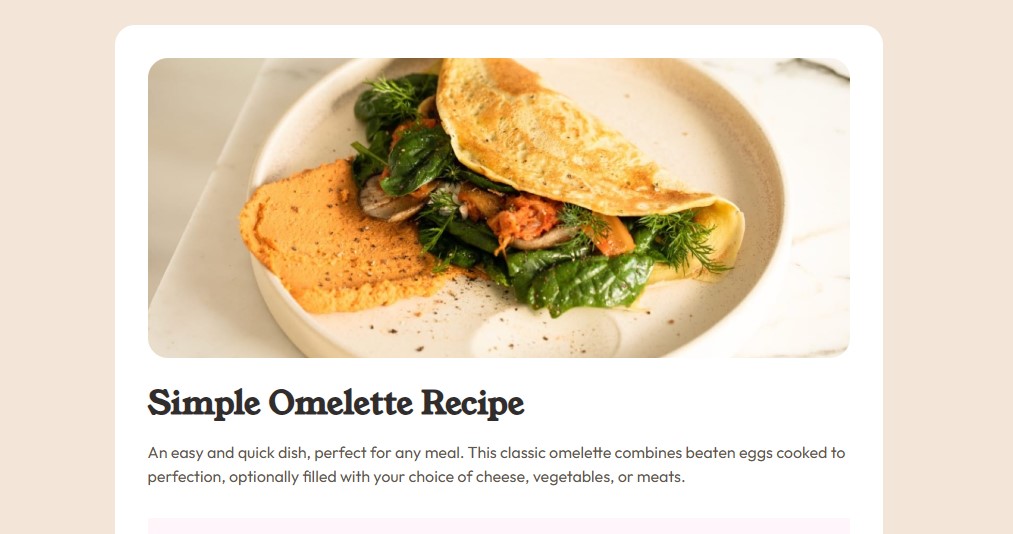 Simple Omelette Recipe
An easy and quick dish, perfect for any meal. This classic omelette combines beaten eggs cooked to
perfection, optionally filled with your choice of cheese, vegetables, or meats.